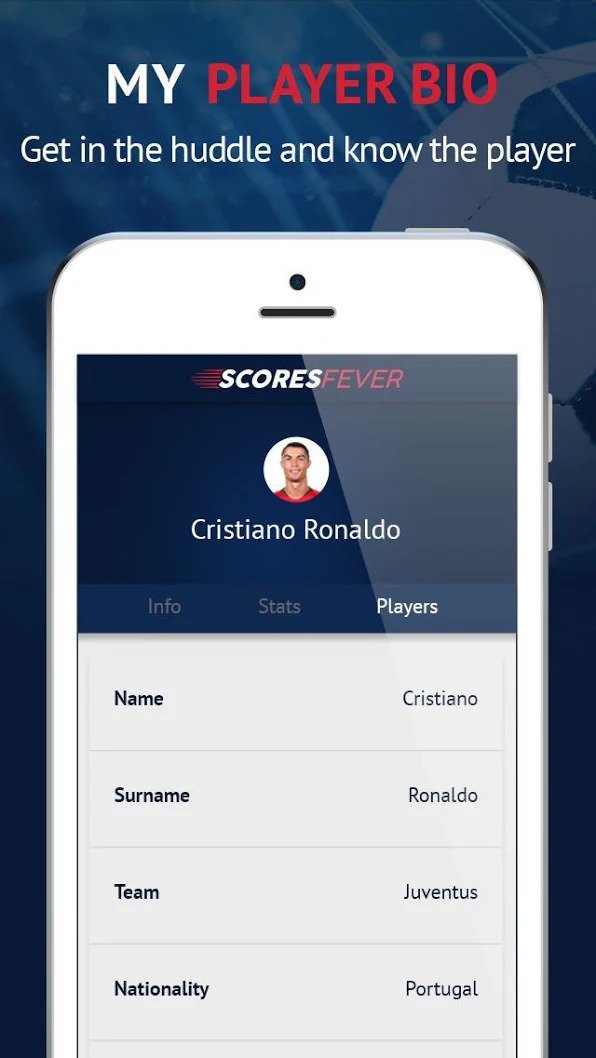 MY PLAYER BIO
Get in the huddle and know the player
SCORESFEVER
Cristiano Ronaldo
Info Stats Players
Name Cristiano
Surname Ronaldo
Team Juventus
Nationality Portugal